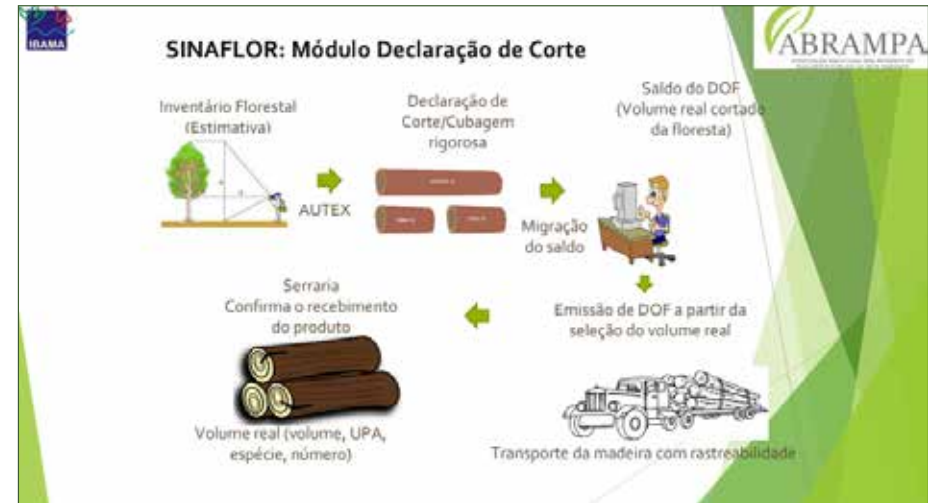 IBAMA
SINAFLOR: Módulo Declaração de Corte
ABRAMPA
Inventário Florestal
(Estimativa)
AUTEX
Declaração de
Corte/Cubagem
rigorosa
Migração
do saldo
Saldo do DOF
(Volume real cortado
da floresta)
Emissão de DOF a partir da
seleção do volume real
Transporte da madeira com rastreabilidade
Serraria
Confirma o recebimento
do produto
Volume real (volume, UPA,
espécie, número)